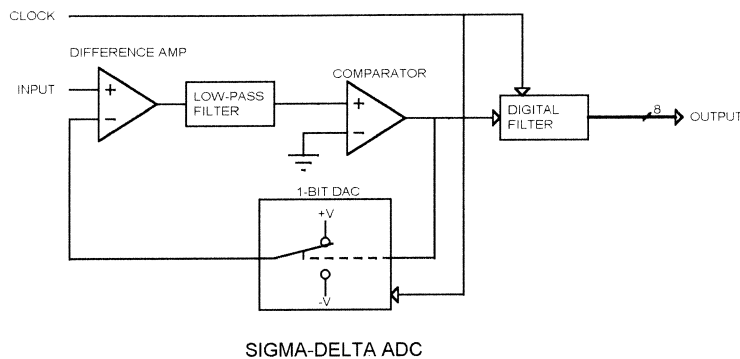 CLOCK
DIFFERENCE AMP
INPUT
+
−
LOW-PASS
FILTER
COMPARATOR
+
−
DIGITAL
FILTER
8
OUTPUT
1-BIT DAC
+V
-V
SIGMA-DELTA ADC